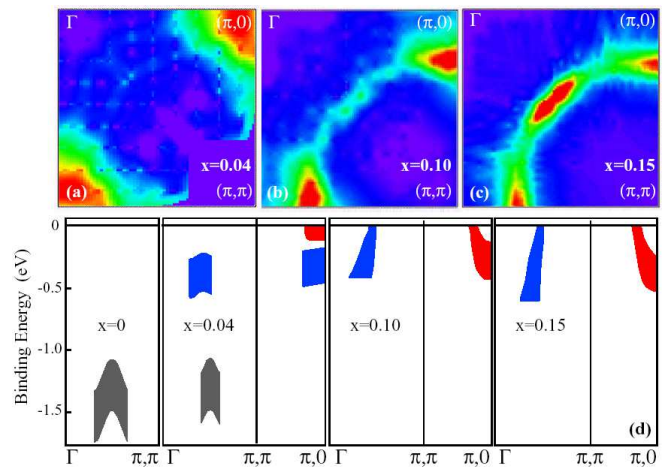 Γ (π,0) Γ (π,0) Γ (π,0)
x=0.04 x=0.10 x=0.15
(a) (π,π) (b) (π,π) (c) (π,π)
Binding Energy (eV)
0
-0.5
-1.0
-1.5
x=0 x=0.04 x=0.10 x=0.15
(d)
Γ π,π Γ π,π π,0 Γ π,π π,0 Γ π,π π,0